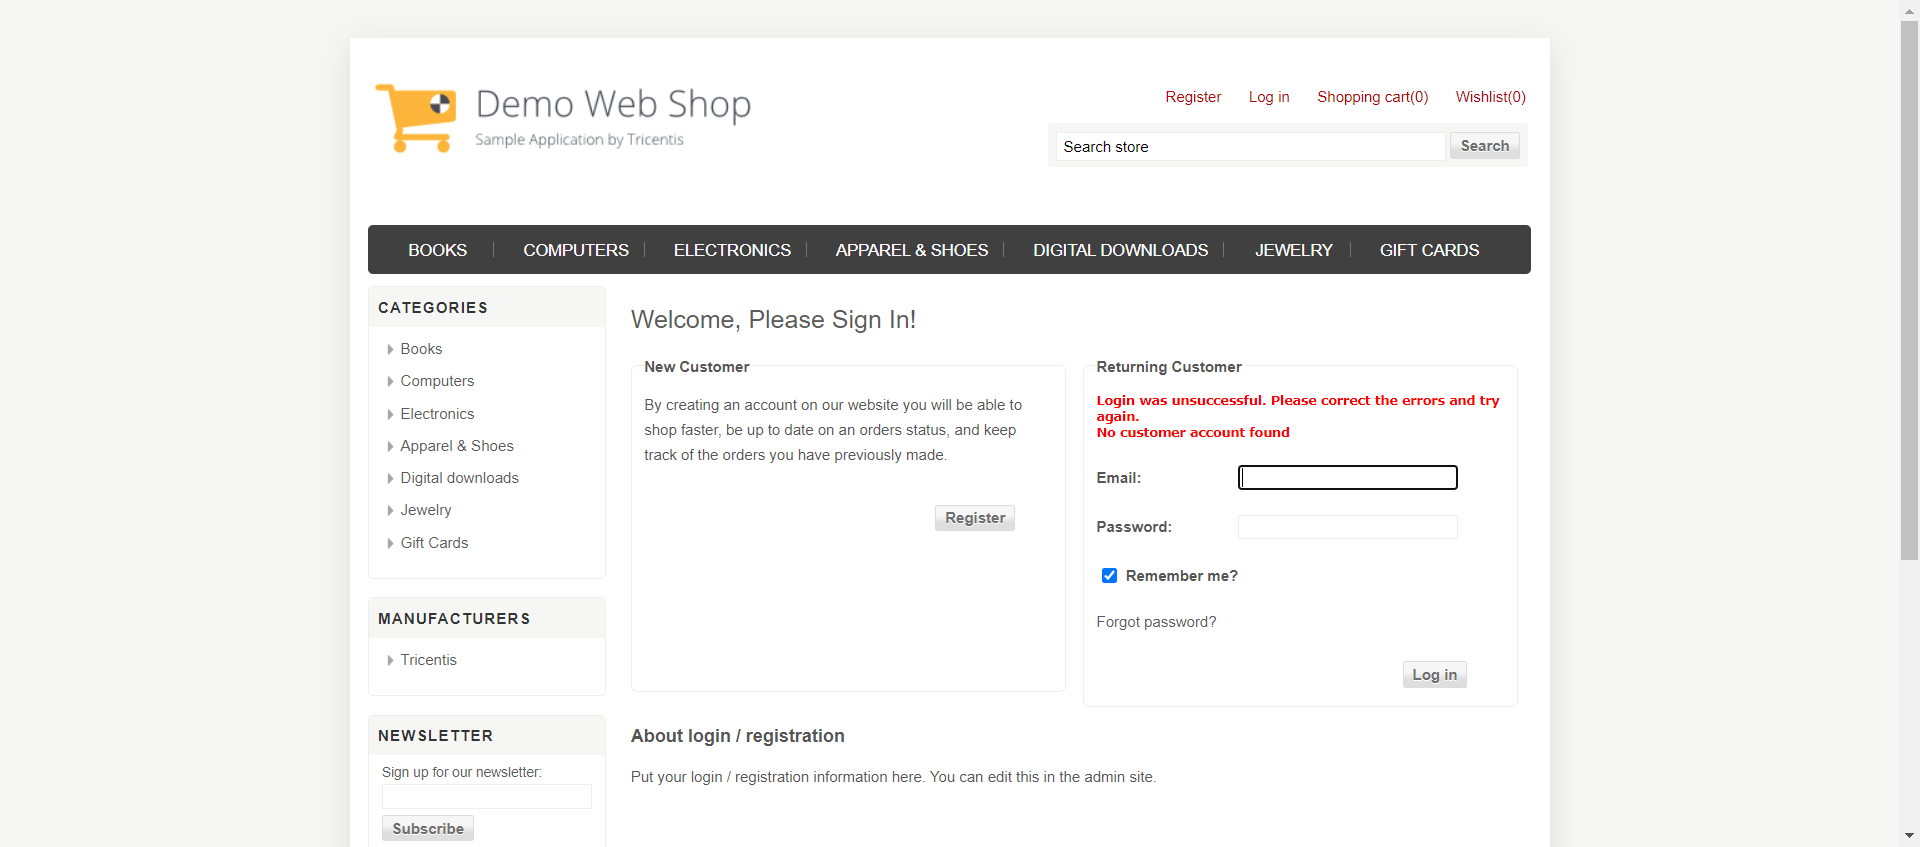 Demo Web Shop
Sample Application by Tricentis
Register Log in Shopping cart(0) Wishlist(0)
Search store Search
BOOKS COMPUTERS ELECTRONICS APPAREL & SHOES DIGITAL DOWNLOADS JEWELRY GIFT CARDS
CATEGORIES
Books
Computers
Electronics
Apparel & Shoes
Digital downloads
Jewelry
Gift Cards
MANUFACTURERS
Tricentis
NEWSLETTER
Sign up for our newsletter:
Subscribe
Welcome, Please Sign In!
New Customer
By creating an account on our website you will be able to
shop faster, be up to date on an orders status, and keep
track of the orders you have previously made.
Register
Returning Customer
Login was unsuccessful. Please correct the errors and try
again.
No customer account found
Email:
Password:
Remember me?
Forgot password?
Log in
About login / registration
Put your login / registration information here. You can edit this in the admin site.